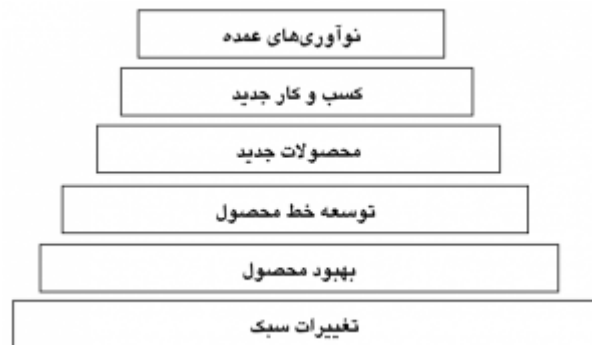 نوآوری‌های عمده
کسب و کار جدید
محصولات جدید
توسعه خط محصول
بهبود محصول
تغییرات سبک